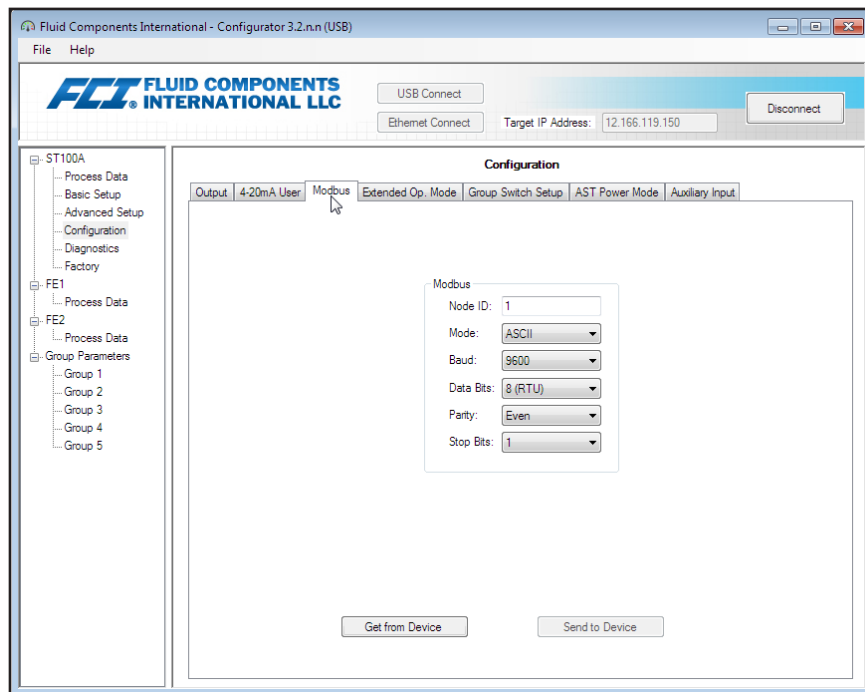 Fluid Components International - Configurator 3.2.n.n (USB)
File Help
FCI. FLUID COMPONENTS
INTERNATIONAL LLC
USB Connect
Ethernet Connect
Target IP Address: 12.166.119.150
Disconnect
ST100A
Process Data
Basic Setup
Advanced Setup
Configuration
Diagnostics
Factory
FE1
Process Data
FE2
Process Data
Group Parameters
Group 1
Group 2
Group 3
Group 4
Group 5
Configuration
Output 4-20mA User Modbus Extended Op. Mode Group Switch Setup AST Power Mode Auxiliary Input
Modbus
Node ID: 1
Mode: ASCII
Baud: 9600
Data Bits: 8 (RTU)
Parity: Even
Stop Bits: 1
Get from Device Send to Device